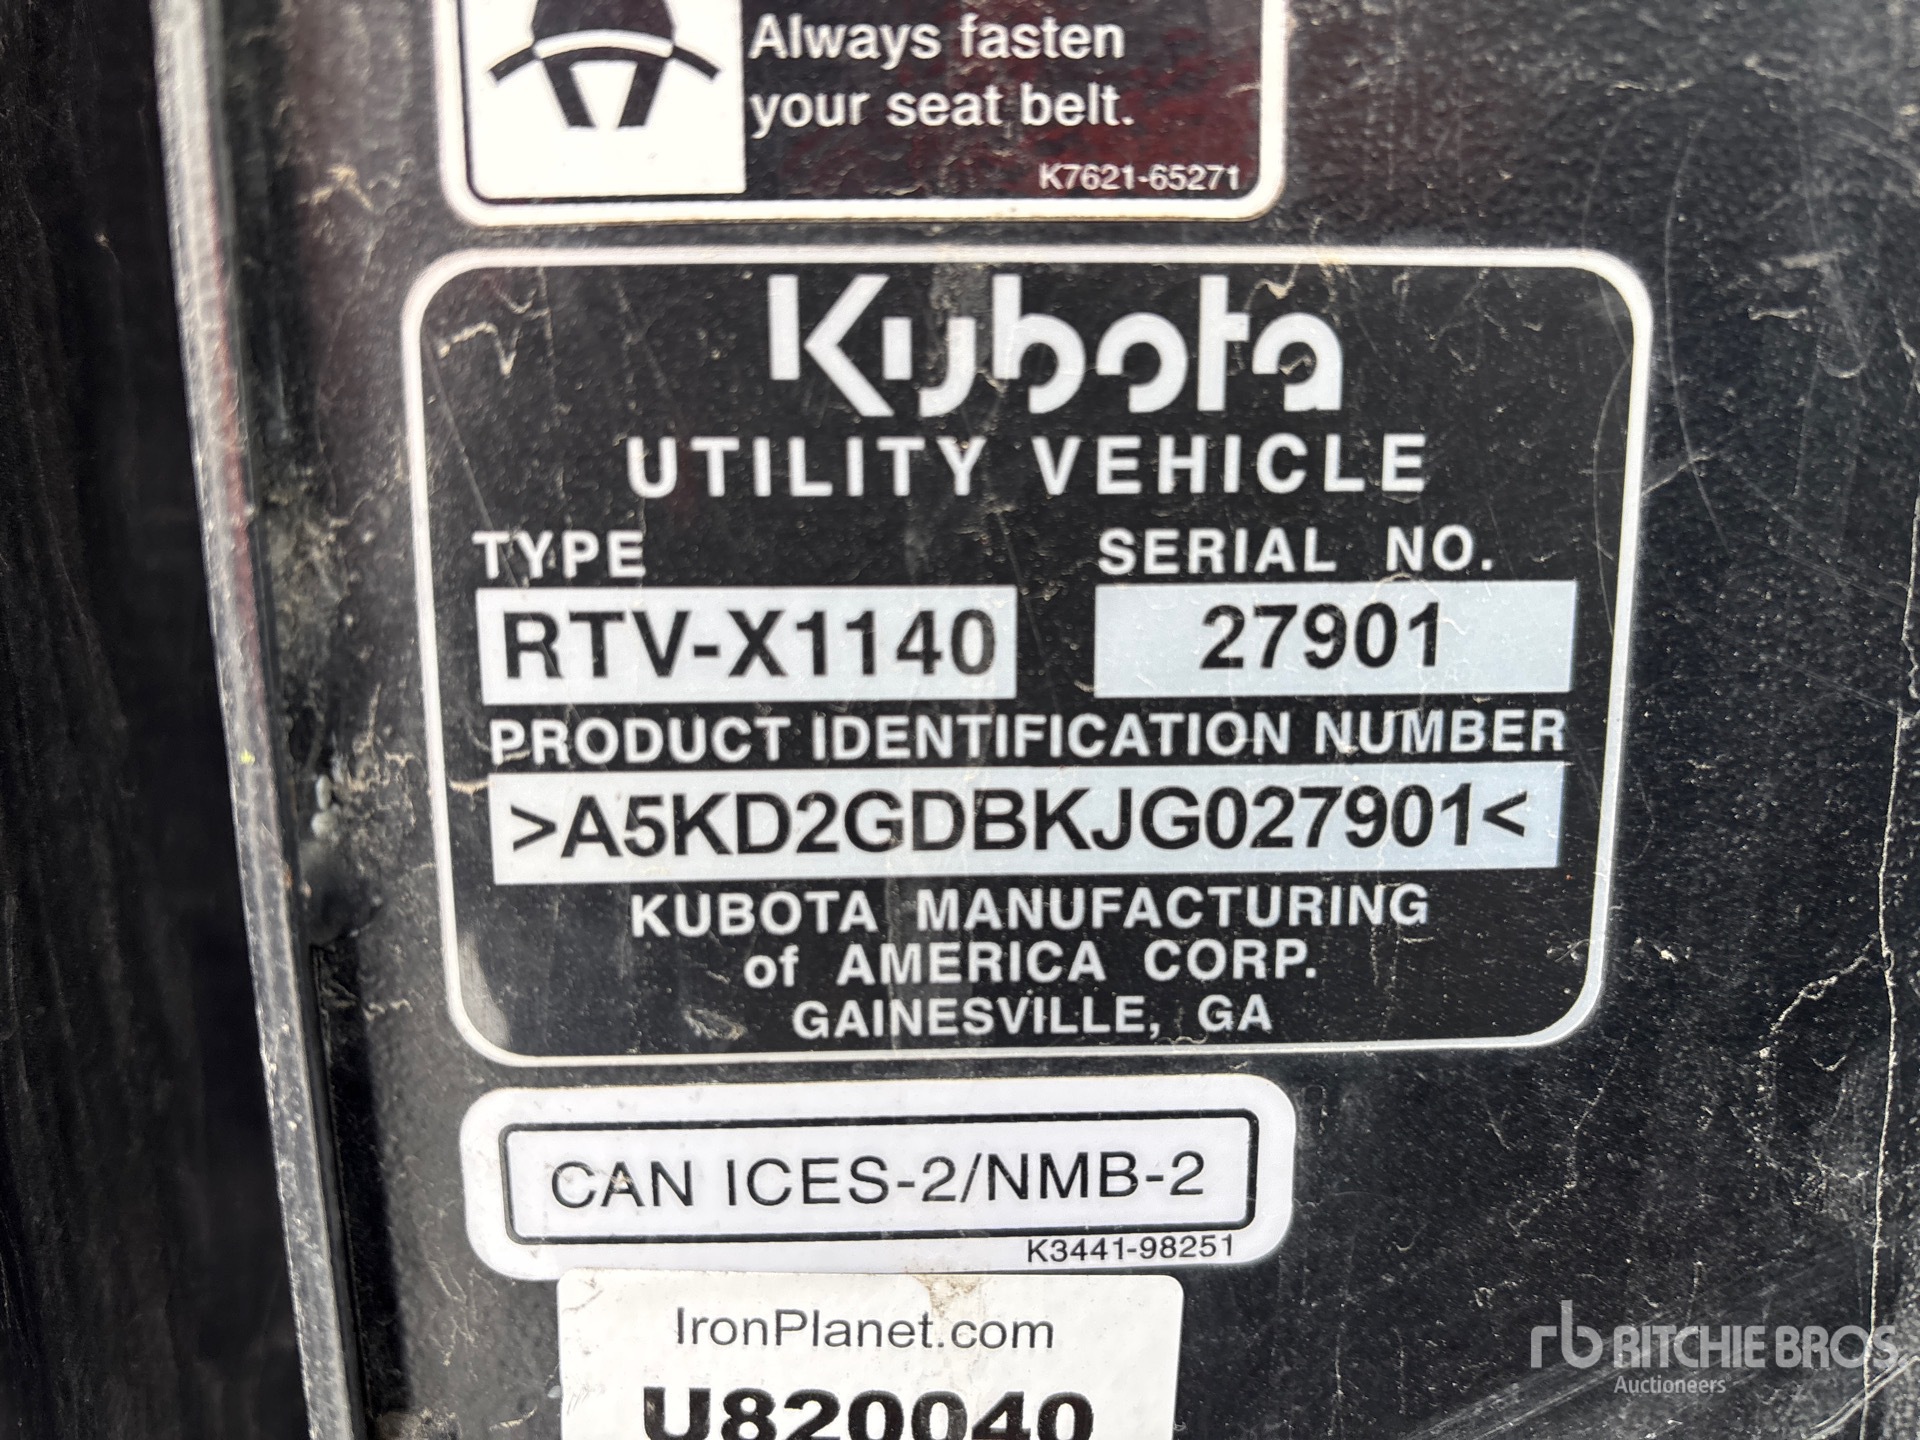 Always fasten
your seat belt.
K7621-65271
Kubota
UTILITY VEHICLE
TYPE SERIAL NO.
RTV-X1140 27901
PRODUCT IDENTIFICATION NUMBER
>A5KD2GDBKJG027901<
KUBOTA MANUFACTURING
of AMERICA CORP.
GAINESVILLE, GA
CAN ICES-2/NMB-2
K3441-98251
IronPlanet.com
U820040
rb RITCHIE BROS.
Auctioneers